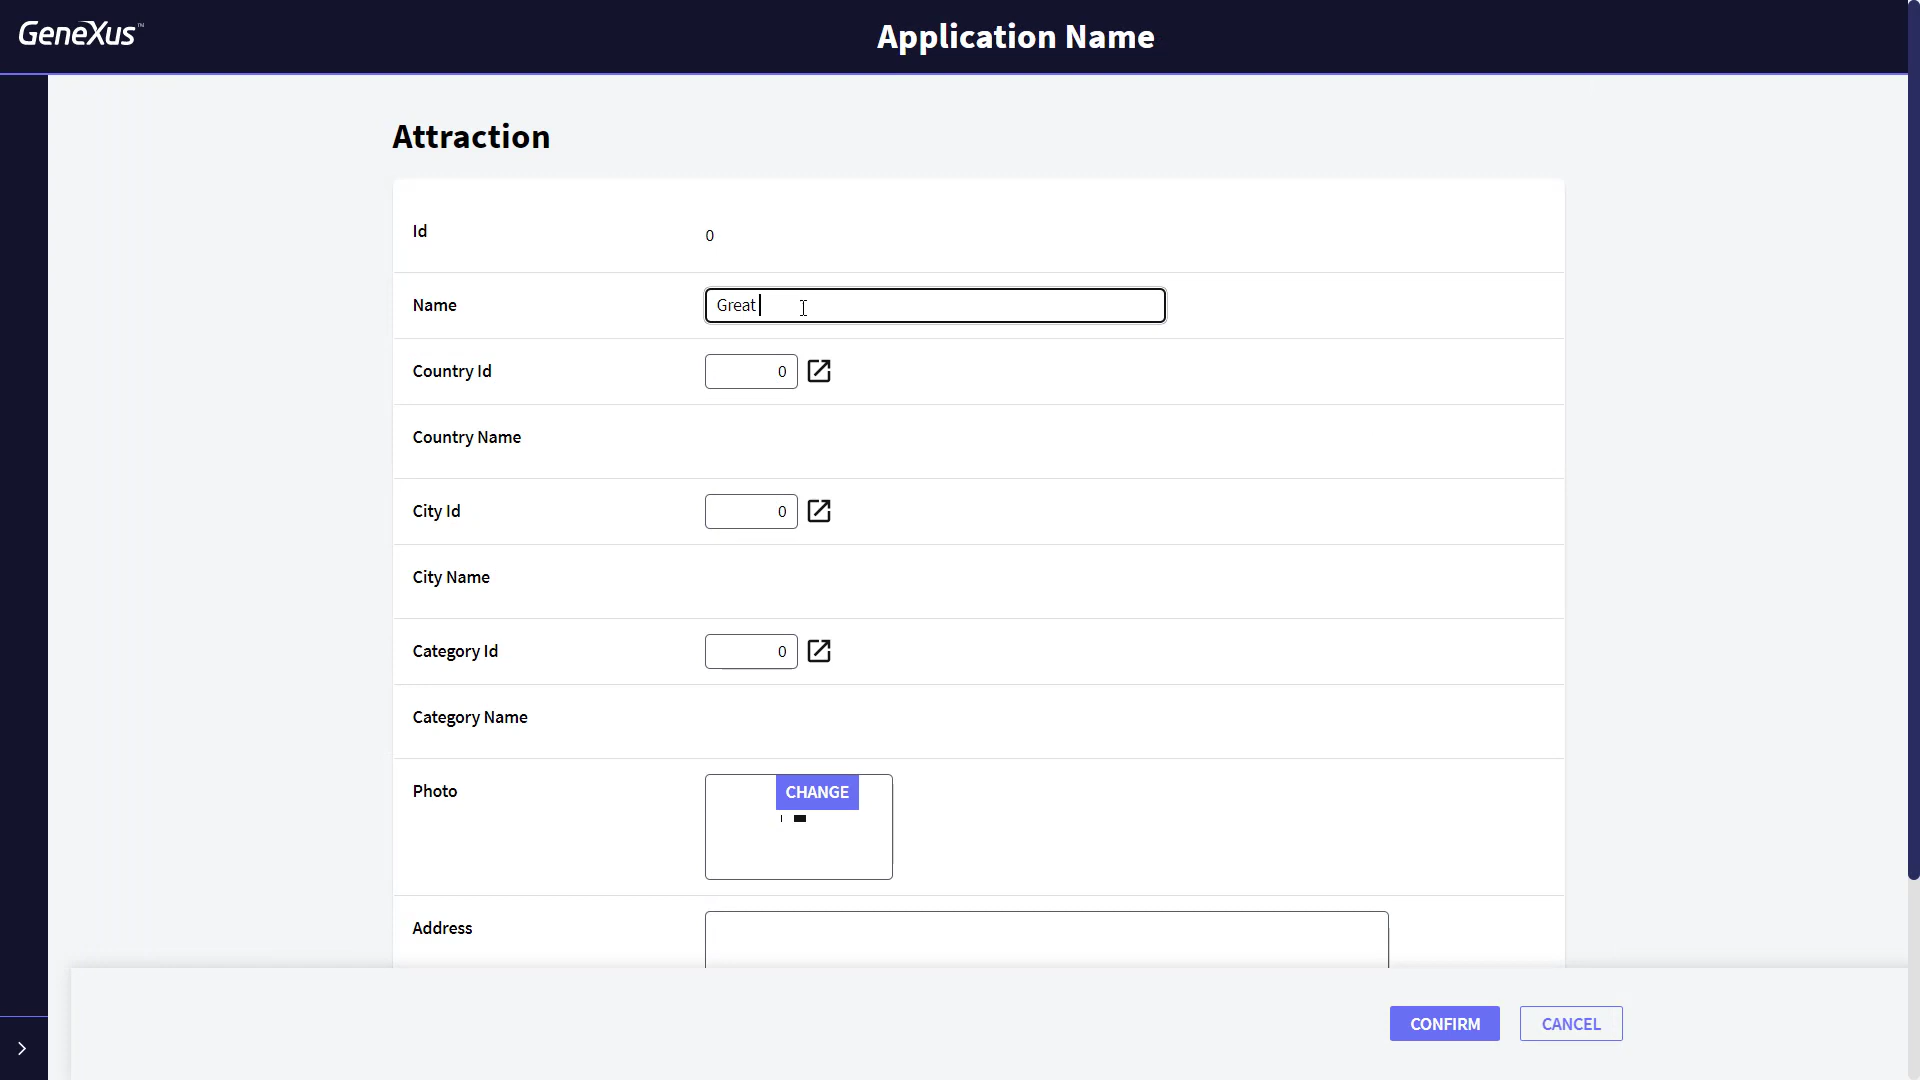 GeneXus™
Application Name
Attraction
Id 0
Name Great
Country Id 0
Country Name
City Id 0
City Name
Category Id 0
Category Name
Photo CHANGE
Address
CONFIRM CANCEL